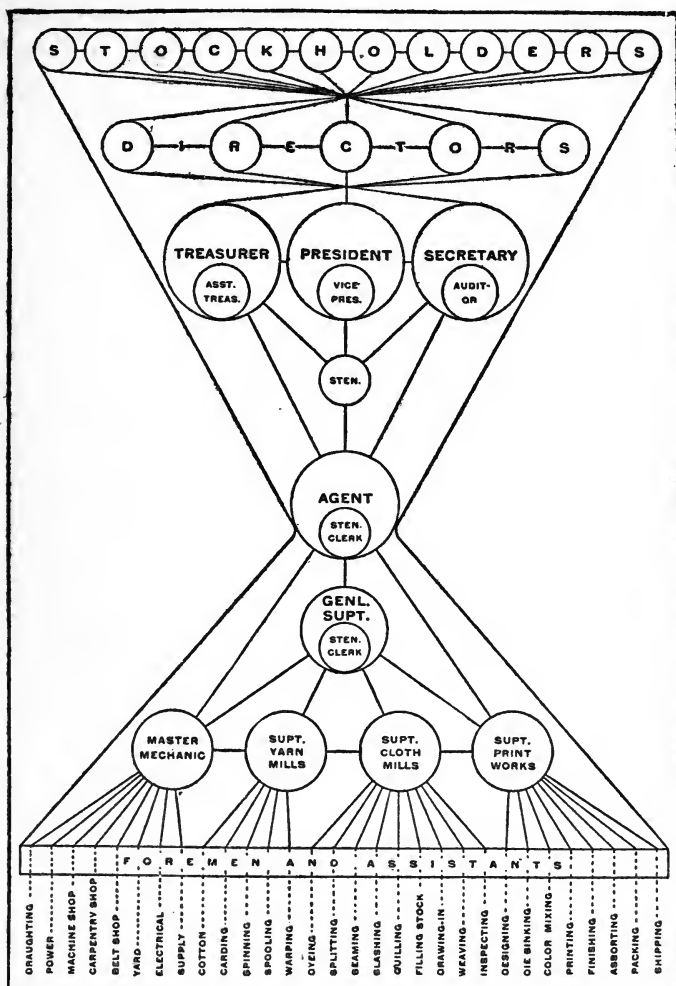 STOCKHOLDERS
DIRECTORS
TREASURER
PRESIDENT
SECRETARY
ASST.
TREAS.
VICE-
PRES.
AUDIT-
OR
STEN.
AGENT
STEN.
CLERK
GENL.
SUPT.
STEN.
CLERK
MASTER
MECHANIC
SUPT.
YARN
MILLS
SUPT.
CLOTH
MILLS
SUPT.
PRINT
WORKS
FOREMEN AND ASSISTANTS
DRAUGHTING
POWER
MACHINE SHOP
CARPENTRY SHOP
BELT SHOP
YARD
ELECTRICAL
SUPPLY
COTTON
CARDING
SPINNING
SPOOLING
WARPING
DYEING
SPLITTING
BEAMING
SLASHING
QUILLING
FILLING STOCK
DRAWING-IN
WEAVING
INSPECTING
DESIGNING
DIE SINKING
COLOR MIXING
PRINTING
FINISHING
ASSORTING
PACKING
SHIPPING